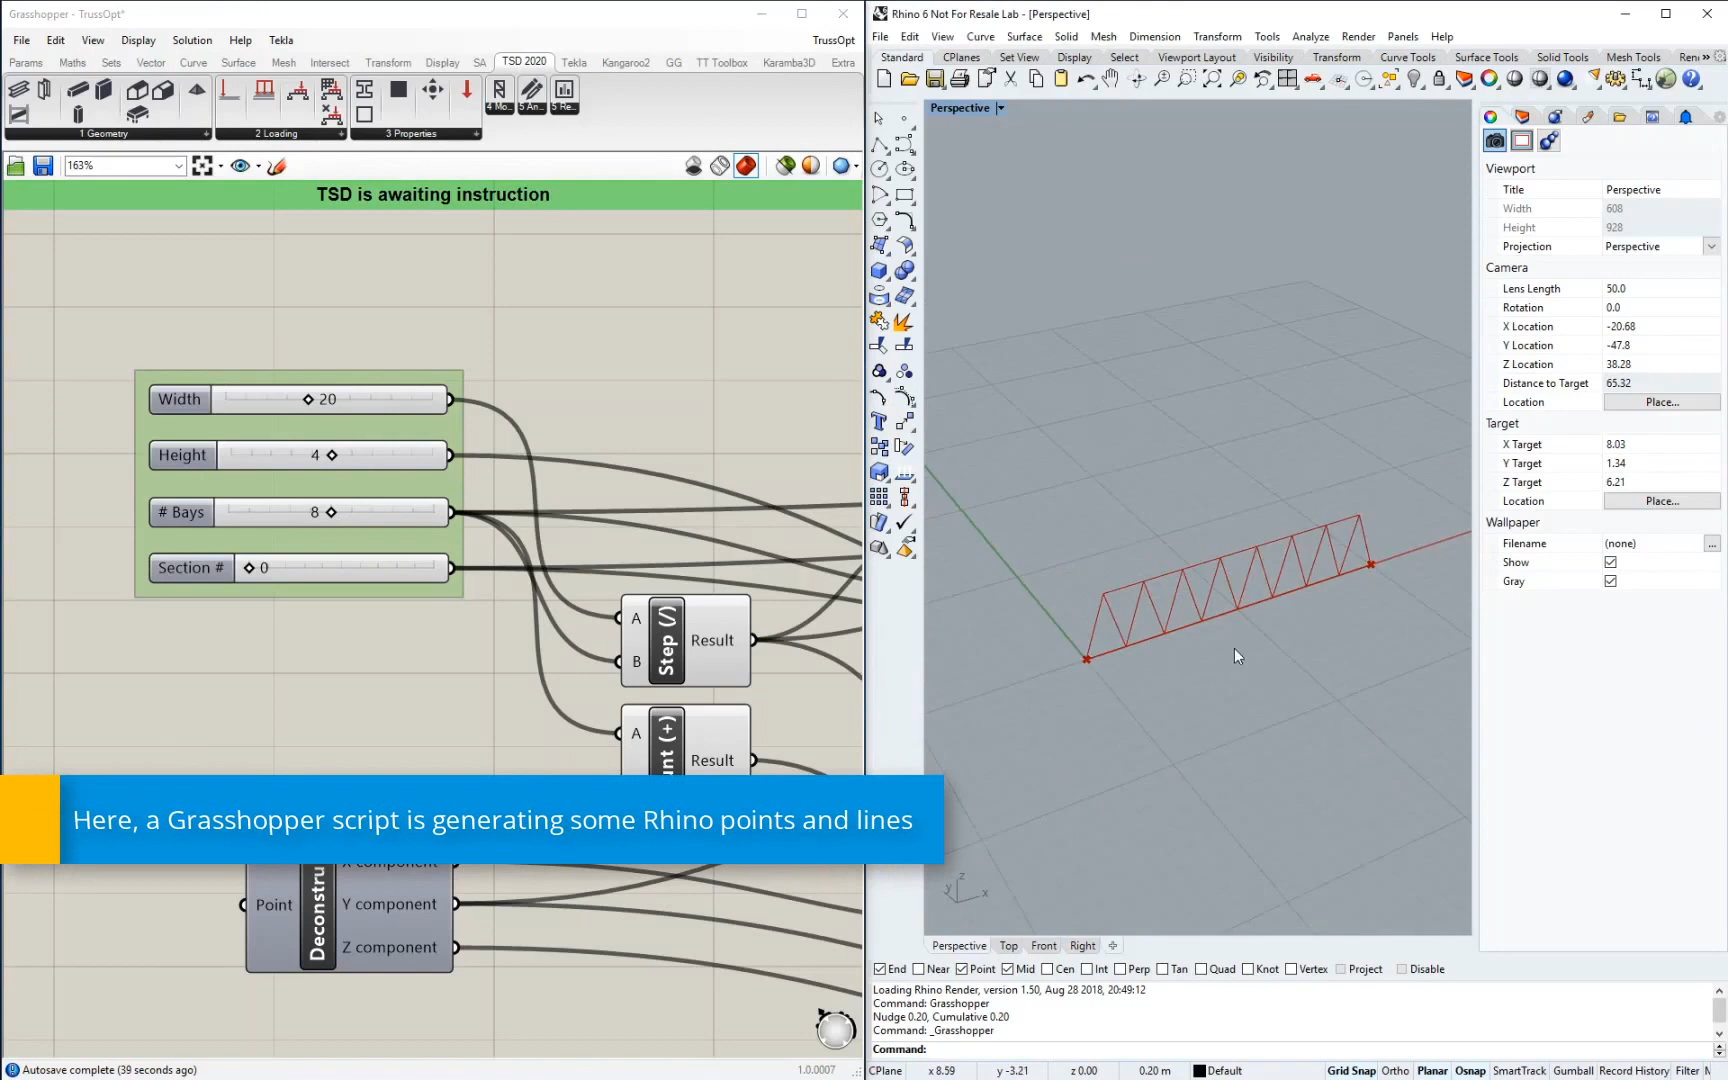 Grasshopper - TrussOpt*
File Edit View Display Solution Help Tekla TrussOpt
Params Maths Sets Vector Curve Surface Mesh Intersect Transform Display SA TSD 2020 Tekla Kangaroo2 GG TT Toolbox Karamba3D Extra
4 Mo... 5 An... 5 Re...
1 Geometry 2 Loading 3 Properties
163%
TSD is awaiting instruction
Width 20
Height 4
# Bays 8
Section # 0
A B Step (/) Result
A Result
Here, a Grasshopper script is generating some Rhino points and lines
X component
Point Deconstru Y component
Z component
Autosave complete (39 seconds ago) 1.0.0007
Rhino 6 Not For Resale Lab - [Perspective]
File Edit View Curve Surface Solid Mesh Dimension Transform Tools Analyze Render Panels Help
Standard CPlanes Set View Display Select Viewport Layout Visibility Transform Curve Tools Surface Tools Solid Tools Mesh Tools Ren
Perspective
z
y x
Perspective Top Front Right
Viewport
Title Perspective
Width 608
Height 928
Projection Perspective
Camera
Lens Length 50.0
Rotation 0.0
X Location -20.68
Y Location -47.8
Z Location 38.28
Distance to Target 65.32
Location Place...
Target
X Target 8.03
Y Target 1.34
Z Target 6.21
Location Place...
Wallpaper
Filename (none) ...
Show
Gray
End Near Point Mid Cen Int Perp Tan Quad Knot Vertex Project Disable
Loading Rhino Render, version 1.50, Aug 28 2018, 20:49:12
Command: Grasshopper
Nudge 0.20, Cumulative 0.20
Command: _Grasshopper
Command:
CPlane x 8.59 y -3.21 z 0.00 0.20 m Default Grid Snap Ortho Planar Osnap SmartTrack Gumball Record History Filter